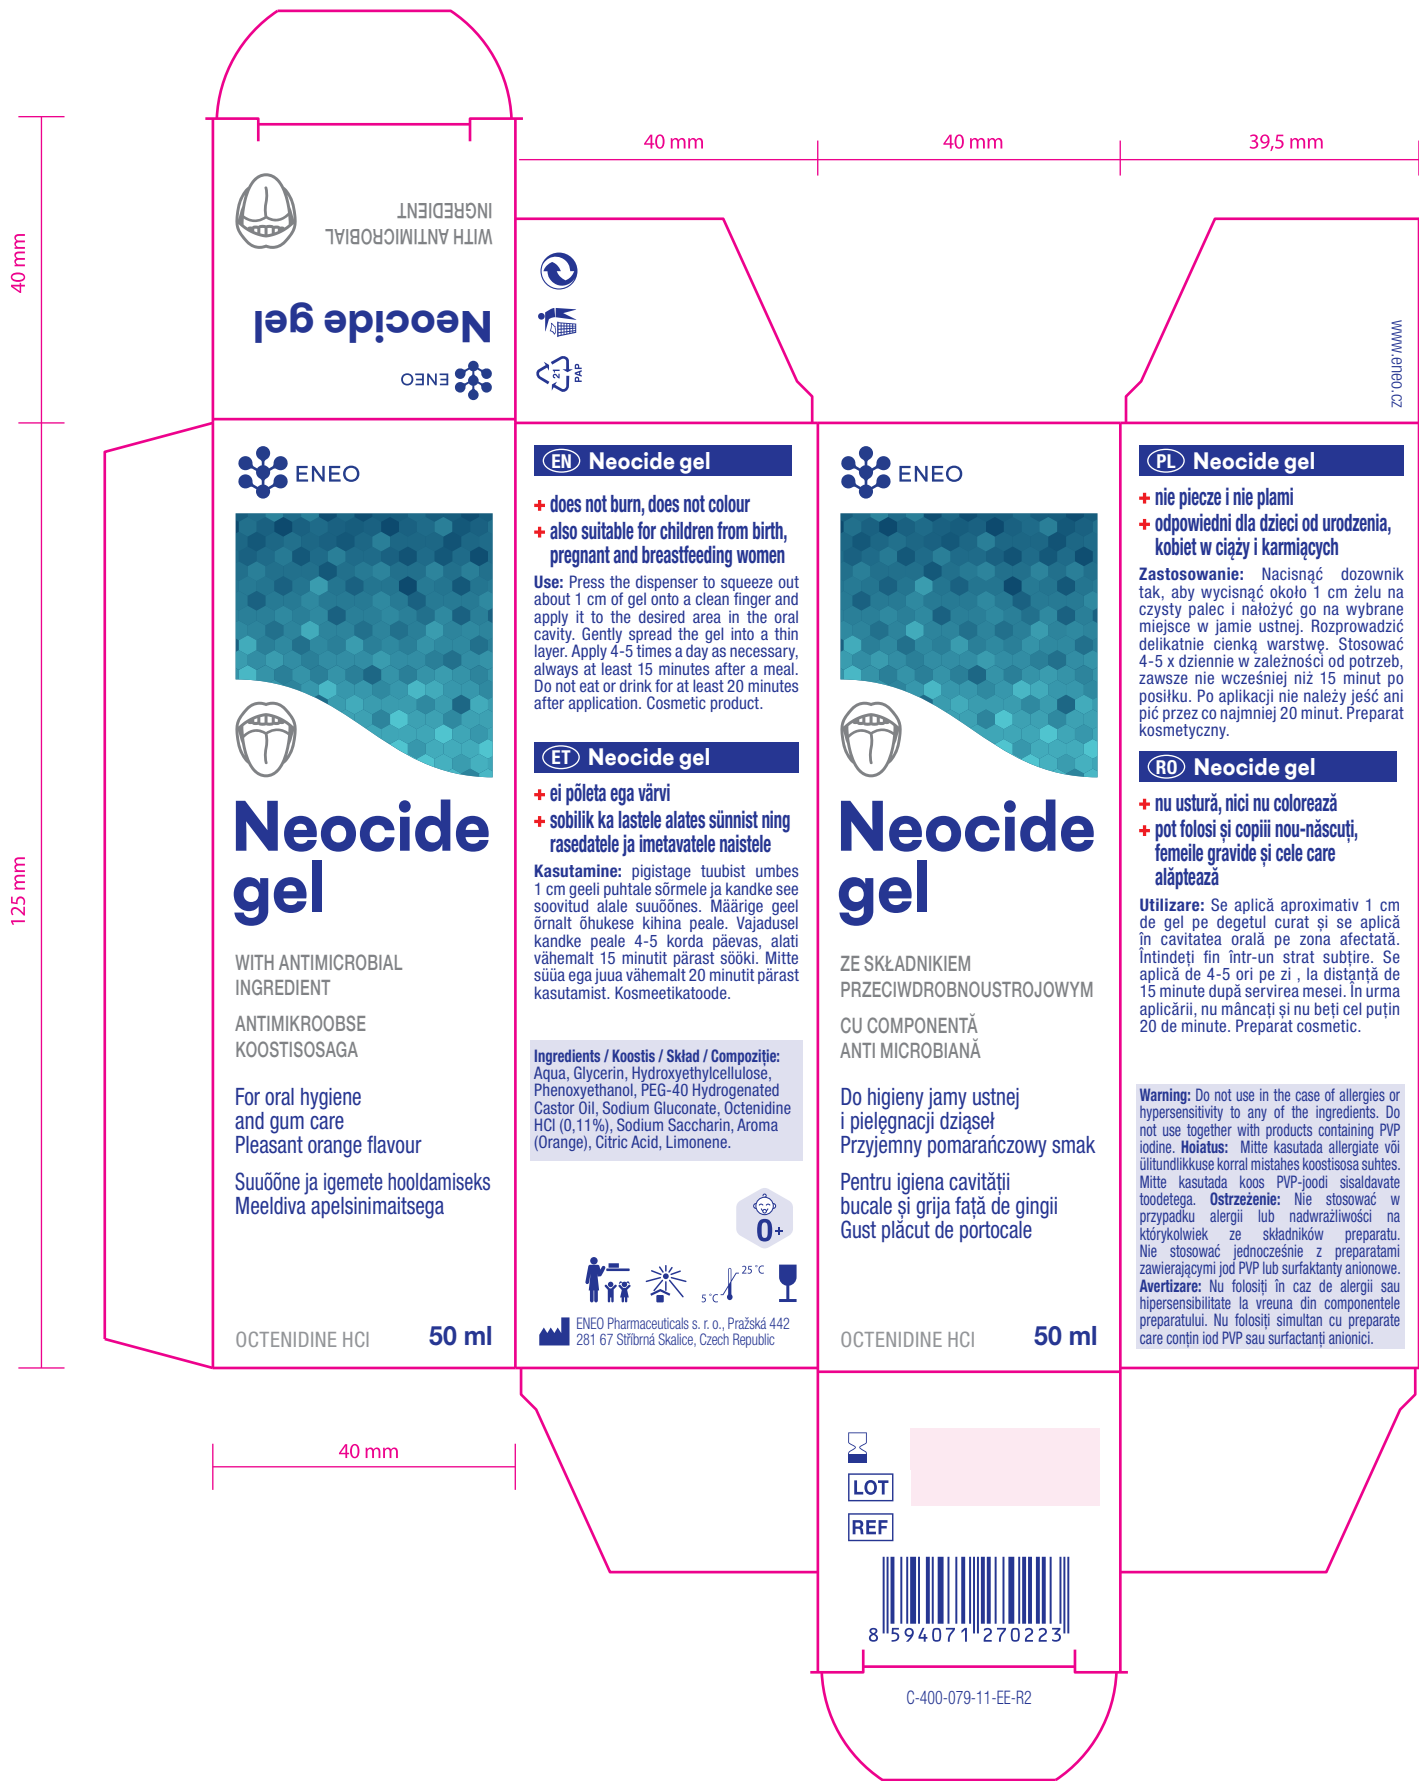 40 mm
40 mm
39,5 mm
40 mm
125 mm
40 mm
WITH ANTIMICROBIAL
INGREDIENT
Neocide gel
ENEO
21
PAP
www.eneo.cz
ENEO
Neocide
gel
WITH ANTIMICROBIAL
INGREDIENT
ANTIMIKROOBSE
KOOSTISOSAGA
For oral hygiene
and gum care
Pleasant orange flavour
Suuõõne ja igemete hooldamiseks
Meeldiva apelsinimaitsega
OCTENIDINE HCI 50 ml
EN Neocide gel
+ does not burn, does not colour
+ also suitable for children from birth,
pregnant and breastfeeding women
Use: Press the dispenser to squeeze out
about 1 cm of gel onto a clean finger and
apply it to the desired area in the oral
cavity. Gently spread the gel into a thin
layer. Apply 4-5 times a day as necessary,
always at least 15 minutes after a meal.
Do not eat or drink for at least 20 minutes
after application. Cosmetic product.
ET Neocide gel
+ ei põleta ega värvi
+ sobilik ka lastele alates sünnist ning
rasedatele ja imetavatele naistele
Kasutamine: pigistage tuubist umbes
1 cm geeli puhtale sõrmele ja kandke see
soovitud alale suuõõnes. Määrige geel
õrnalt õhukese kihina peale. Vajadusel
kandke peale 4-5 korda päevas, alati
vähemalt 15 minutit pärast sööki. Mitte
süüa ega juua vähemalt 20 minutit pärast
kasutamist. Kosmeetikatoode.
Ingredients / Koostis / Skład / Compoziție:
Aqua, Glycerin, Hydroxyethylcellulose,
Phenoxyethanol, PEG-40 Hydrogenated
Castor Oil, Sodium Gluconate, Octenidine
HCl (0,11%), Sodium Saccharin, Aroma
(Orange), Citric Acid, Limonene.
0+
5 °C
25 °C
ENEO Pharmaceuticals s. r. o., Pražská 442
281 67 Stříbrná Skalice, Czech Republic
ENEO
Neocide
gel
ZE SKŁADNIKIEM
PRZECIWDROBNOUSTROJOWYM
CU COMPONENTĂ
ANTI MICROBIANĂ
Do higieny jamy ustnej
i pielęgnacji dziąseł
Przyjemny pomarańczowy smak
Pentru igiena cavității
bucale și grija față de gingii
Gust plăcut de portocale
OCTENIDINE HCI 50 ml
PL Neocide gel
+ nie piecze i nie plami
+ odpowiedni dla dzieci od urodzenia,
kobiet w ciąży i karmiących
Zastosowanie: Nacisnąć dozownik
tak, aby wycisnąć około 1 cm żelu na
czysty palec i nałożyć go na wybrane
miejsce w jamie ustnej. Rozprowadzić
delikatnie cienką warstwę. Stosować
4-5 x dziennie w zależności od potrzeb,
zawsze nie wcześniej niż 15 minut po
posiłku. Po aplikacji nie należy jeść ani
pić przez co najmniej 20 minut. Preparat
kosmetyczny.
RO Neocide gel
+ nu ustură, nici nu colorează
+ pot folosi și copiii nou-născuți,
femeile gravide și cele care
alăptează
Utilizare: Se aplică aproximativ 1 cm
de gel pe degetul curat și se aplică
în cavitatea orală pe zona afectată.
Întindeți fin într-un strat subțire. Se
aplică de 4-5 ori pe zi , la distanță de
15 minute după servirea mesei. În urma
aplicării, nu mâncați și nu beți cel puțin
20 de minute. Preparat cosmetic.
Warning: Do not use in the case of allergies or
hypersensitivity to any of the ingredients. Do
not use together with products containing PVP
iodine. Hoiatus: Mitte kasutada allergiate või
ülitundlikkuse korral mistahes koostisosa suhtes.
Mitte kasutada koos PVP-joodi sisaldavate
toodetega. Ostrzeżenie: Nie stosować w
przypadku alergii lub nadwrażliwości na
którykolwiek ze składników preparatu.
Nie stosować jednocześnie z preparatami
zawierającymi jod PVP lub surfaktanty anionowe.
Avertizare: Nu folosiți în caz de alergii sau
hipersensibilitate la vreuna din componentele
preparatului. Nu folosiți simultan cu preparate
care conțin iod PVP sau surfactanți anionici.
LOT
REF
8 594071 270223
C-400-079-11-EE-R2